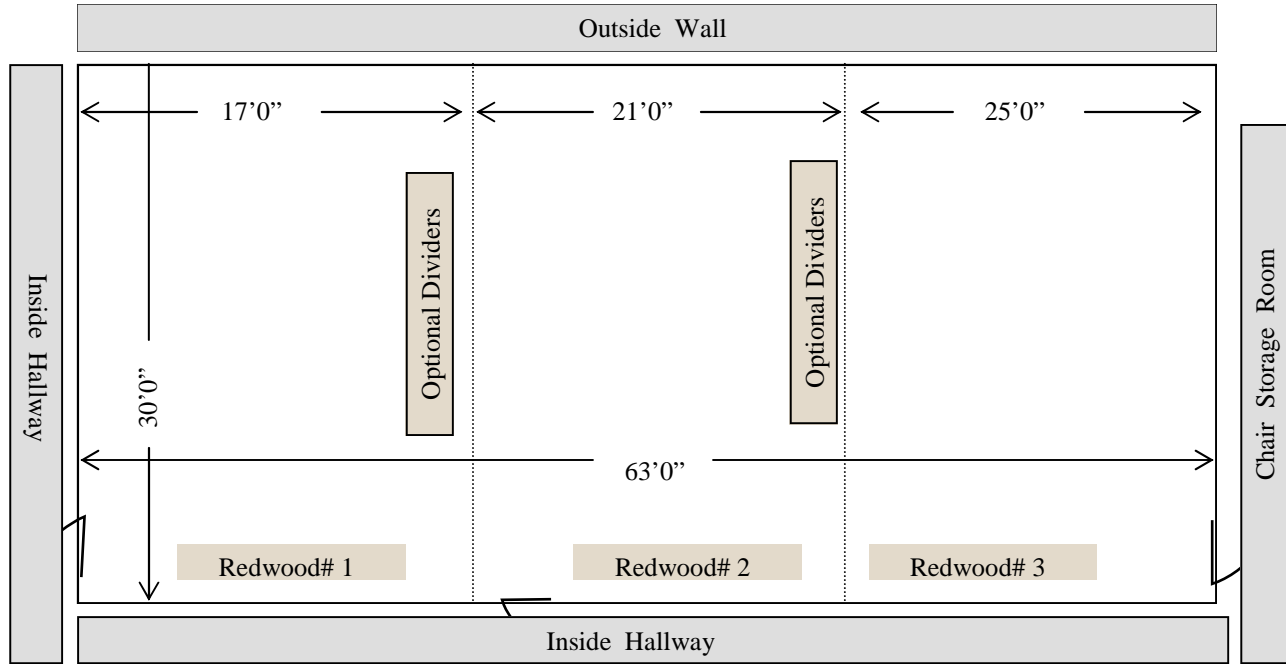 Outside Wall
17’0”
21’0”
25’0”
Optional Dividers
Optional Dividers
Inside Hallway
Chair Storage Room
30’0”
63’0”
Redwood# 1
Redwood# 2
Redwood# 3
Inside Hallway